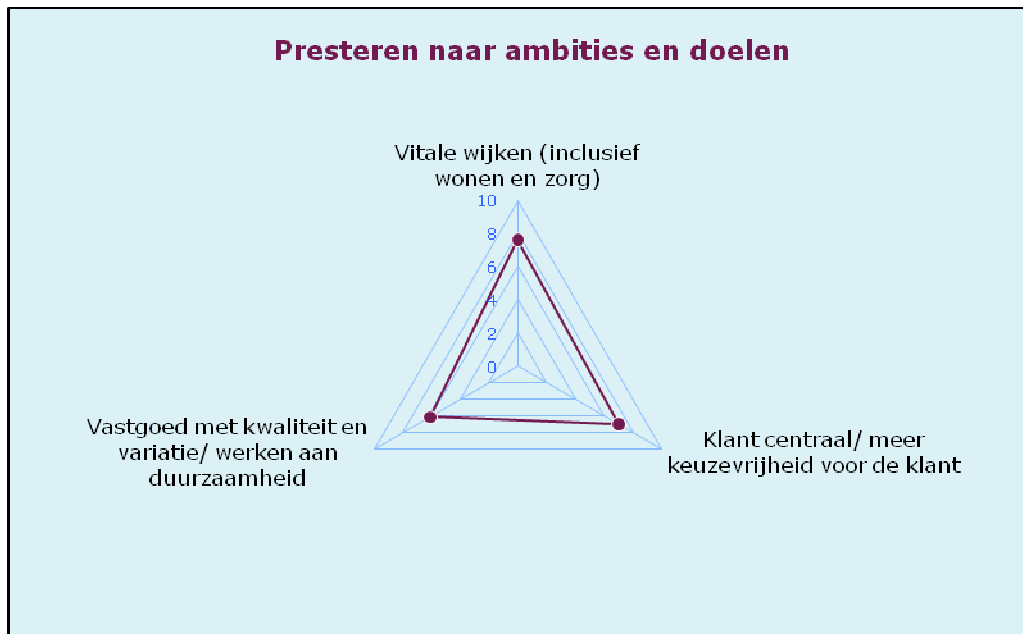 Presteren naar ambities en doelen
Vitale wijken (inclusief
wonen en zorg)
10
8
6
4
2
0
Vastgoed met kwaliteit en
variatie/ werken aan
duurzaamheid
Klant centraal/ meer
keuzevrijheid voor de klant